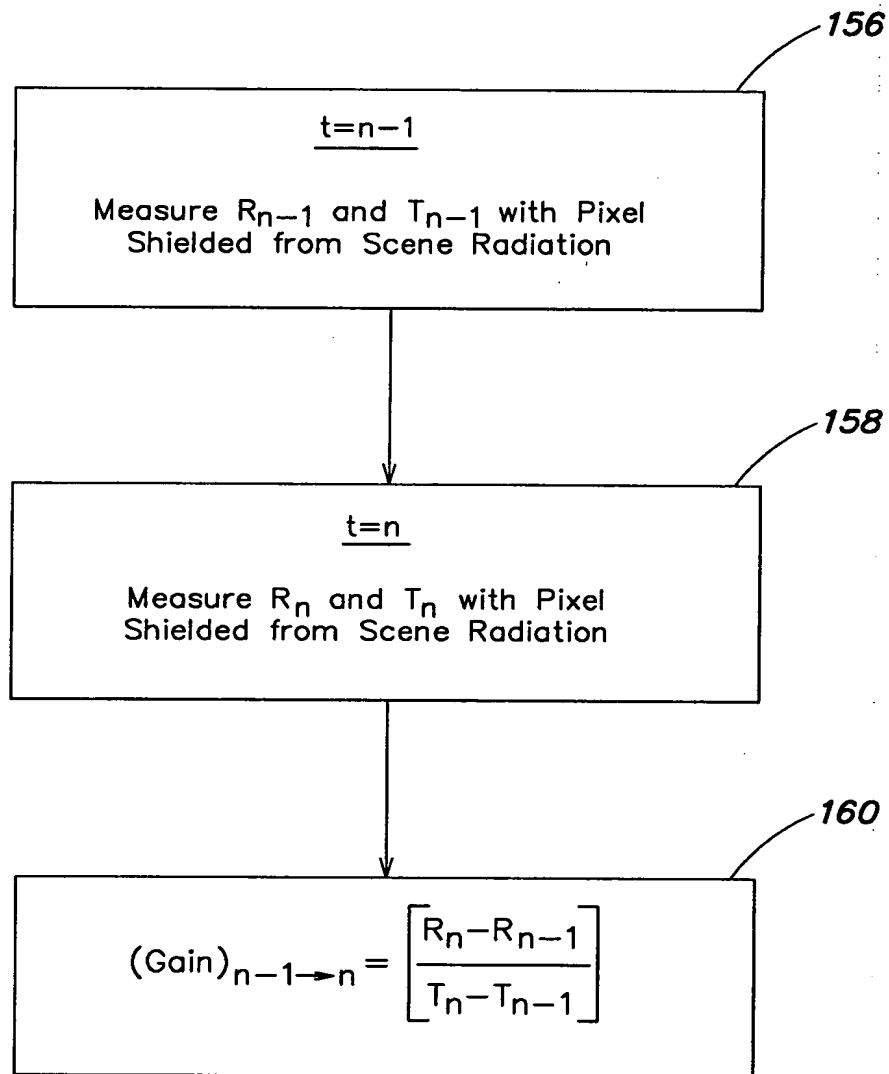 156
t=n-1
Measure Rn-1 and Tn-1 with Pixel
Shielded from Scene Radiation
158
t=n
Measure Rn and Tn with Pixel
Shielded from Scene Radiation
160
(Gain)n-1→n = [Rn-Rn-1 / Tn-Tn-1]